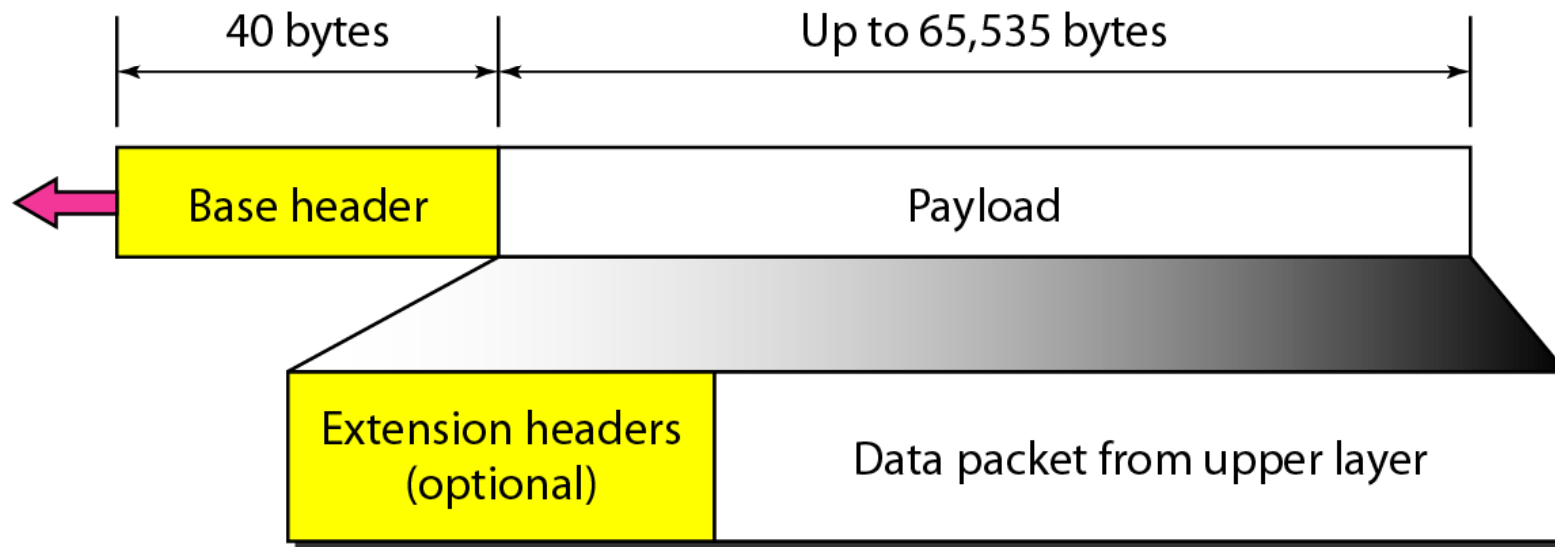 40 bytes
Up to 65,535 bytes
Base header
Payload
Extension headers
(optional)
Data packet from upper layer